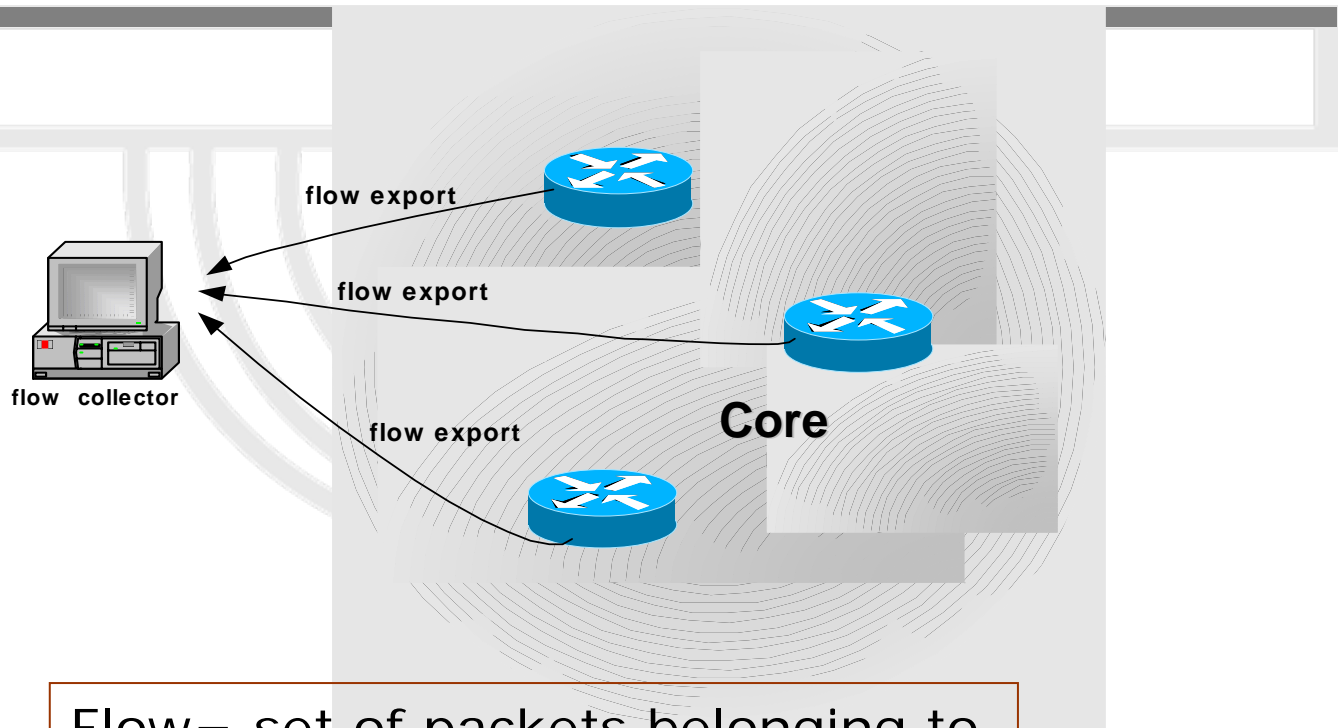 flow export
flow export
flow collector
Core
flow export
Flow– set of packets belonging to